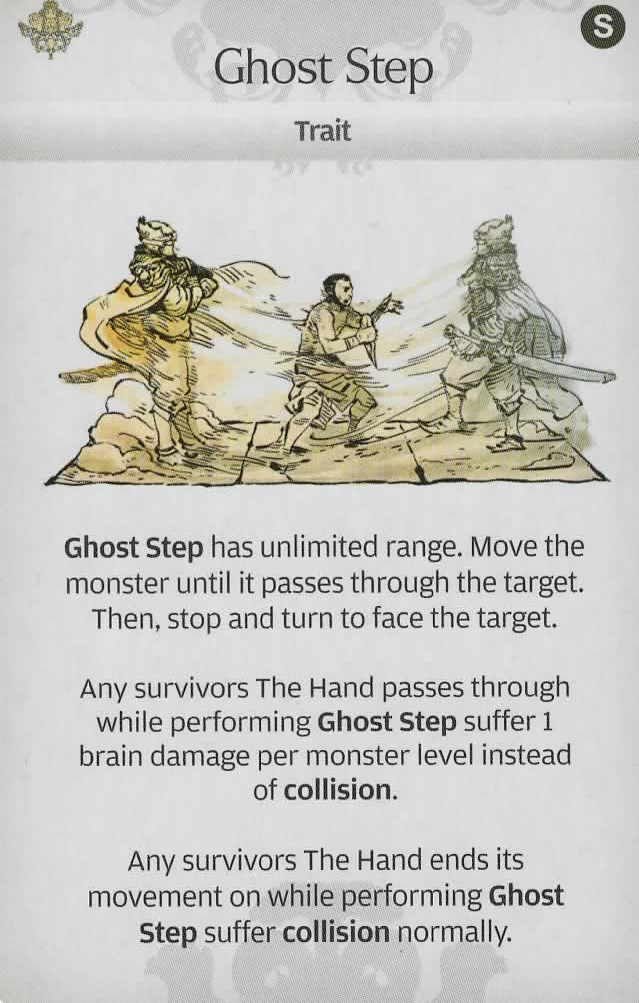 S
Ghost Step
Trait
Ghost Step has unlimited range. Move the
monster until it passes through the target.
Then, stop and turn to face the target.
Any survivors The Hand passes through
while performing Ghost Step suffer 1
brain damage per monster level instead
of collision.
Any survivors The Hand ends its
movement on while performing Ghost
Step suffer collision normally.